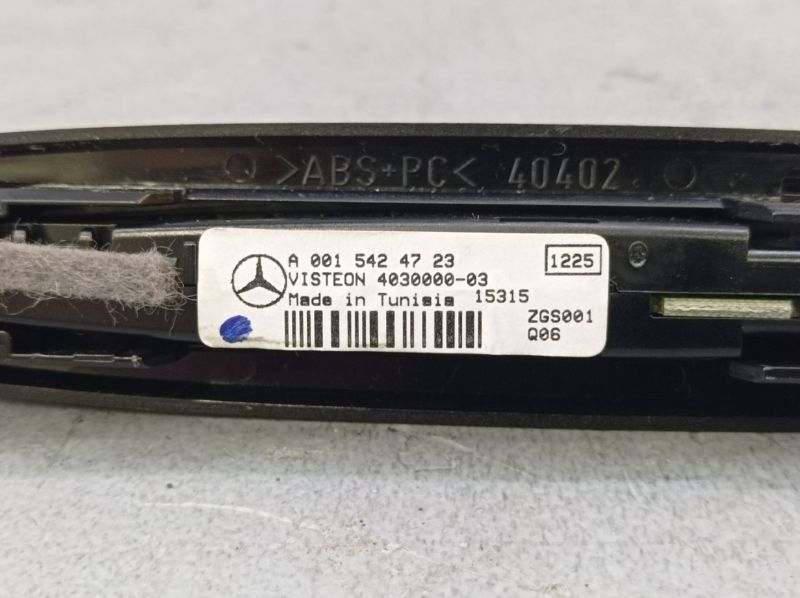 >ABS+PC< 40402
A 001 542 47 23 1225
VISTEON 4030000-03
Made in Tunisia 15315
ZGS001
Q06